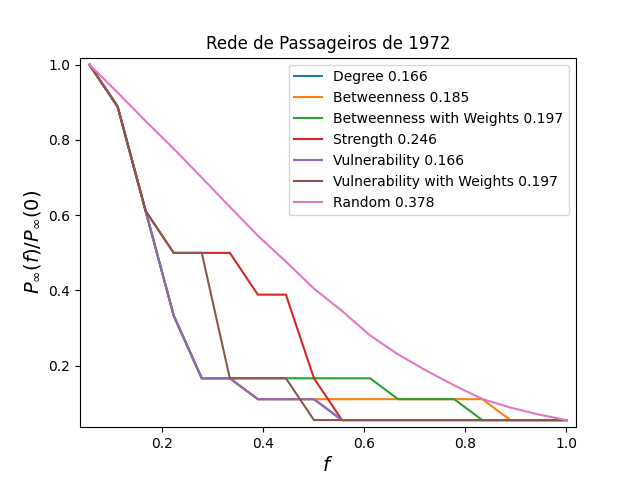 Rede de Passageiros de 1972
1.0
0.8
0.6
0.4
0.2
P∞(f)/P∞(0)
Degree 0.166
Betweenness 0.185
Betweenness with Weights 0.197
Strength 0.246
Vulnerability 0.166
Vulnerability with Weights 0.197
Random 0.378
0.2 0.4 0.6 0.8 1.0
f